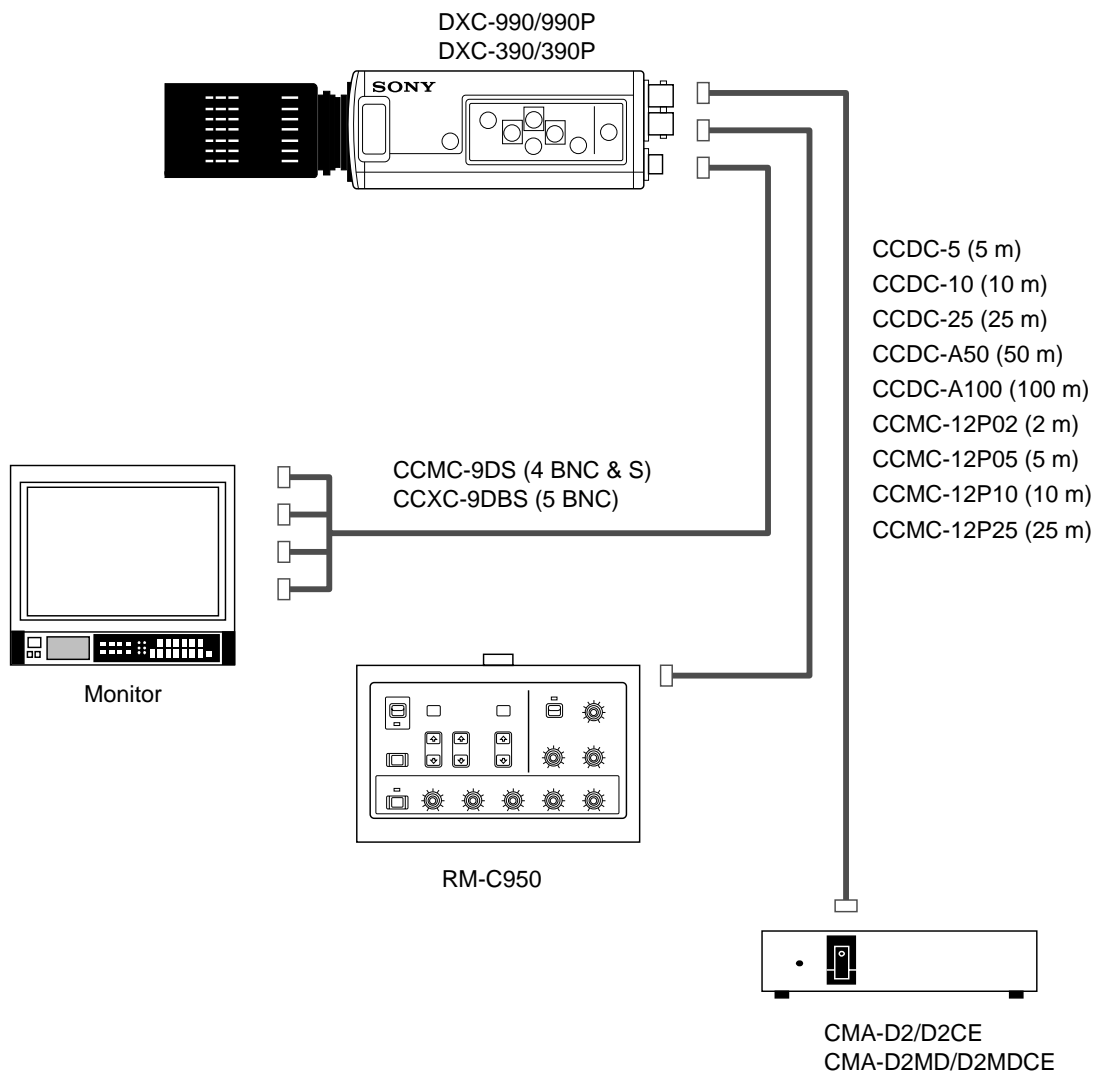 DXC-990/990P
DXC-390/390P
SONY
CCDC-5 (5 m)
CCDC-10 (10 m)
CCDC-25 (25 m)
CCDC-A50 (50 m)
CCDC-A100 (100 m)
CCMC-12P02 (2 m)
CCMC-12P05 (5 m)
CCMC-12P10 (10 m)
CCMC-12P25 (25 m)
CCMC-9DS (4 BNC & S)
CCXC-9DBS (5 BNC)
Monitor
RM-C950
CMA-D2/D2CE
CMA-D2MD/D2MDCE